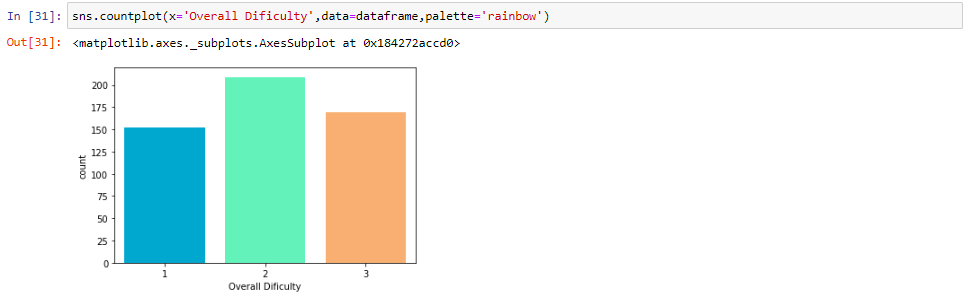 In [31]: sns.countplot(x='Overall Dificulty',data=dataframe,palette='rainbow')
Out[31]: <matplotlib.axes._subplots.AxesSubplot at 0x184272accd0>
200
175
150
125
100
75
50
25
0
count
1 2 3
Overall Dificulty